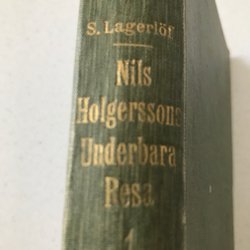 S. Lagerlöf
Nils
Holgerssons
Underbara
Resa
1